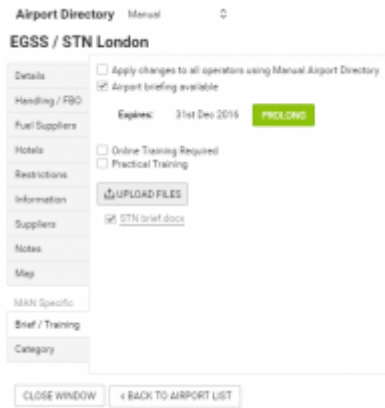 Airport Directory Manual
EGSS / STN London
Details
Handling / FBO
Fuel Suppliers
Hotels
Restrictions
Information
Suppliers
Notes
Map
MAN Specific
Brief / Training
Category
Apply changes to all operators using Manual Airport Directory
Airport briefing available
Expires: 31st Dec 2016 PROLONG
Online Training Required
Practical Training
UPLOAD FILES
STN brief.docx
CLOSE WINDOW < BACK TO AIRPORT LIST